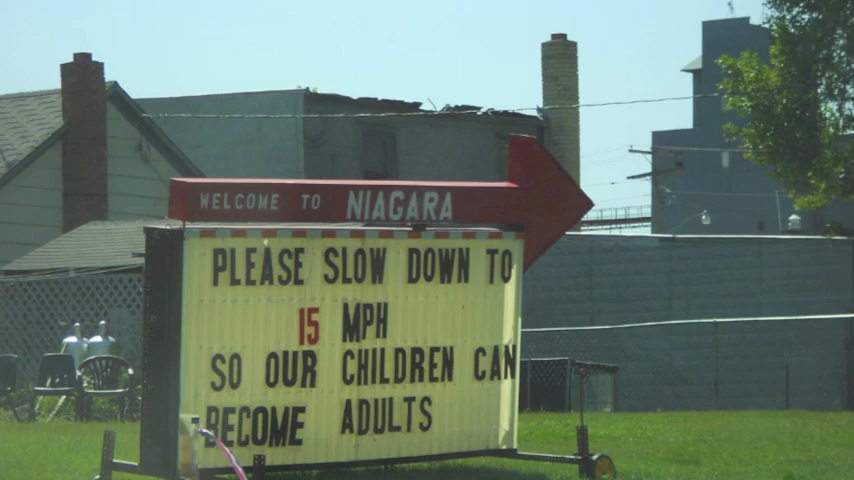 WELCOME TO NIAGARA
PLEASE SLOW DOWN TO
15 MPH
SO OUR CHILDREN CAN
BECOME ADULTS